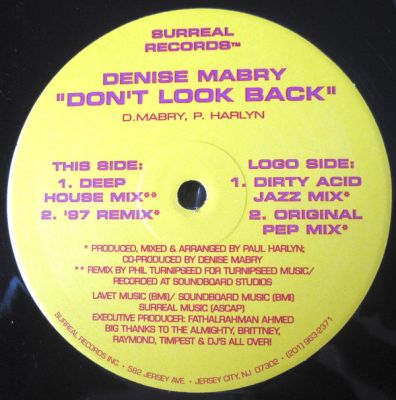 SURREAL
RECORDS™
DENISE MABRY
"DON'T LOOK BACK"
D.MABRY, P. HARLYN
THIS SIDE:
1. DEEP
HOUSE MIX**
2. '97 REMIX*
LOGO SIDE:
1. DIRTY ACID
JAZZ MIX*
2. ORIGINAL
PEP MIX*
* PRODUCED, MIXED & ARRANGED BY PAUL HARLYN;
CO-PRODUCED BY DENISE MABRY
** REMIX BY PHIL TURNIPSEED FOR TURNIPSEED MUSIC/
RECORDED AT SOUNDBOARD STUDIOS
LAVET MUSIC (BMI)/ SOUNDBOARD MUSIC (BMI)
SURREAL MUSIC (ASCAP)
EXECUTIVE PRODUCER: FATHALRAHMAN AHMED
BIG THANKS TO THE ALMIGHTY, BRITTNEY,
RAYMOND, TIMPEST & DJ'S ALL OVER!
SURREAL RECORDS INC. • 582 JERSEY AVE. • JERSEY CITY, NJ 07302 • (201) 963-2371